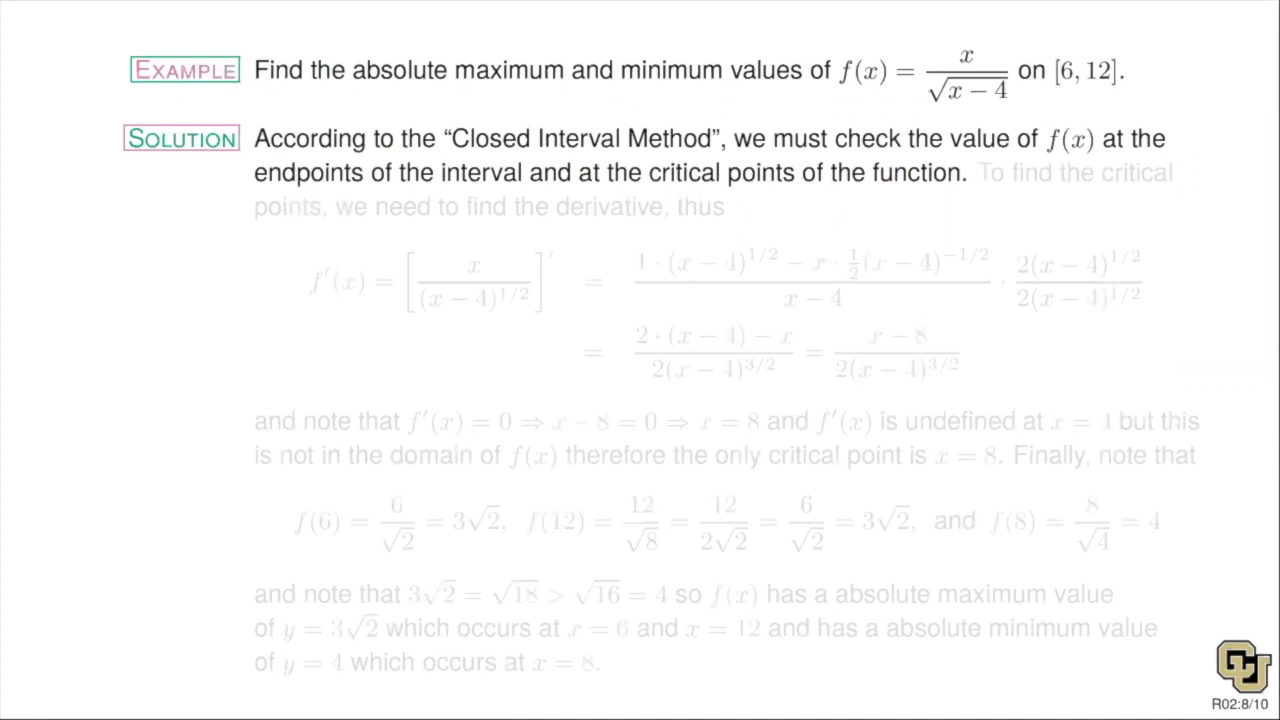 EXAMPLE Find the absolute maximum and minimum values of f(x) = x/√(x − 4) on [6, 12].
SOLUTION According to the “Closed Interval Method”, we must check the value of f(x) at the
endpoints of the interval and at the critical points of the function. To find the critical
points, we need to find the derivative, thus
f′(x) = [x/(x − 4)^{1/2}]′ = (1 · (x − 4)^{1/2} − x · ½(x − 4)^{−1/2})/(x − 4) · 2(x − 4)^{1/2}/2(x − 4)^{1/2}
= (2 · (x − 4) − x)/2(x − 4)^{3/2} = (x − 8)/2(x − 4)^{3/2}
and note that f′(x) = 0 ⇒ x − 8 = 0 ⇒ x = 8 and f′(x) is undefined at x = 4 but this
is not in the domain of f(x) therefore the only critical point is x = 8. Finally, note that
f(6) = 6/√2 = 3√2, f(12) = 12/√8 = 12/2√2 = 6/√2 = 3√2, and f(8) = 8/√4 = 4
and note that 3√2 = √18 > √16 = 4 so f(x) has a absolute maximum value
of y = 3√2 which occurs at x = 6 and x = 12 and has a absolute minimum value
of y = 4 which occurs at x = 8.
CU
R02:8/10